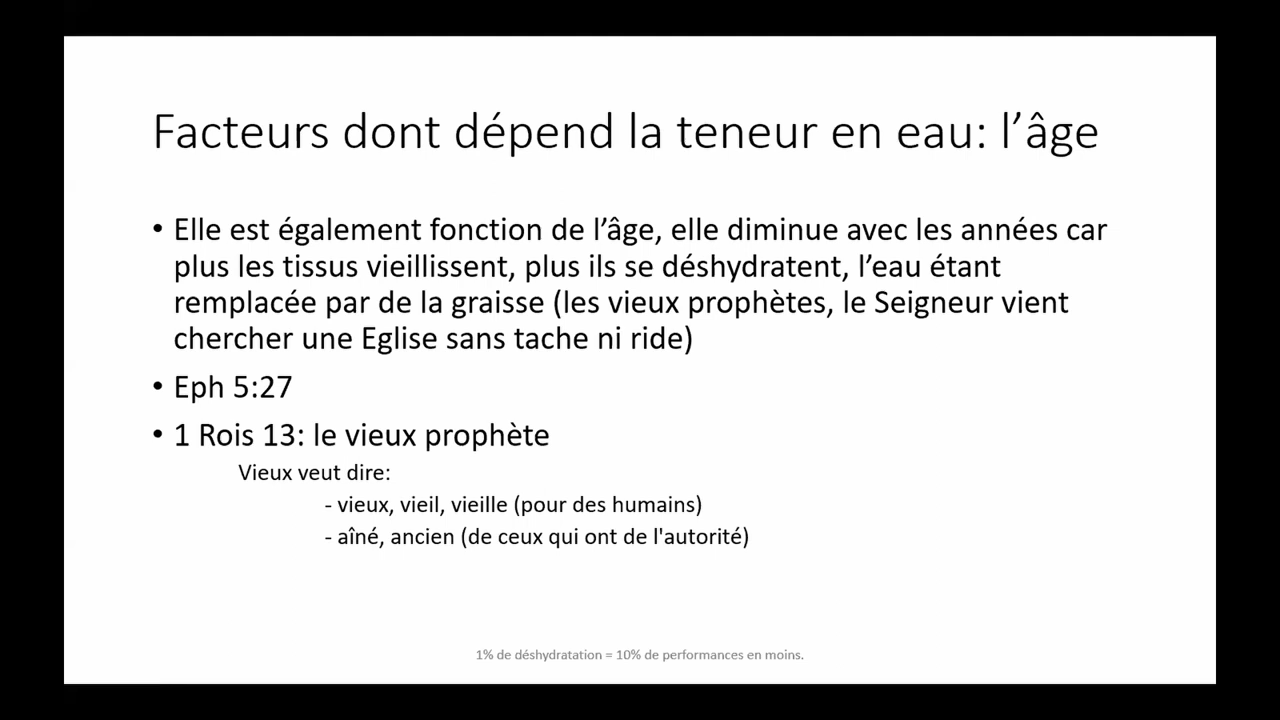 Facteurs dont dépend la teneur en eau: l’âge
• Elle est également fonction de l’âge, elle diminue avec les années car
plus les tissus vieillissent, plus ils se déshydratent, l’eau étant
remplacée par de la graisse (les vieux prophètes, le Seigneur vient
chercher une Eglise sans tache ni ride)
• Eph 5:27
• 1 Rois 13: le vieux prophète
Vieux veut dire:
- vieux, vieil, vieille (pour des humains)
- aîné, ancien (de ceux qui ont de l'autorité)
1% de déshydratation = 10% de performances en moins.